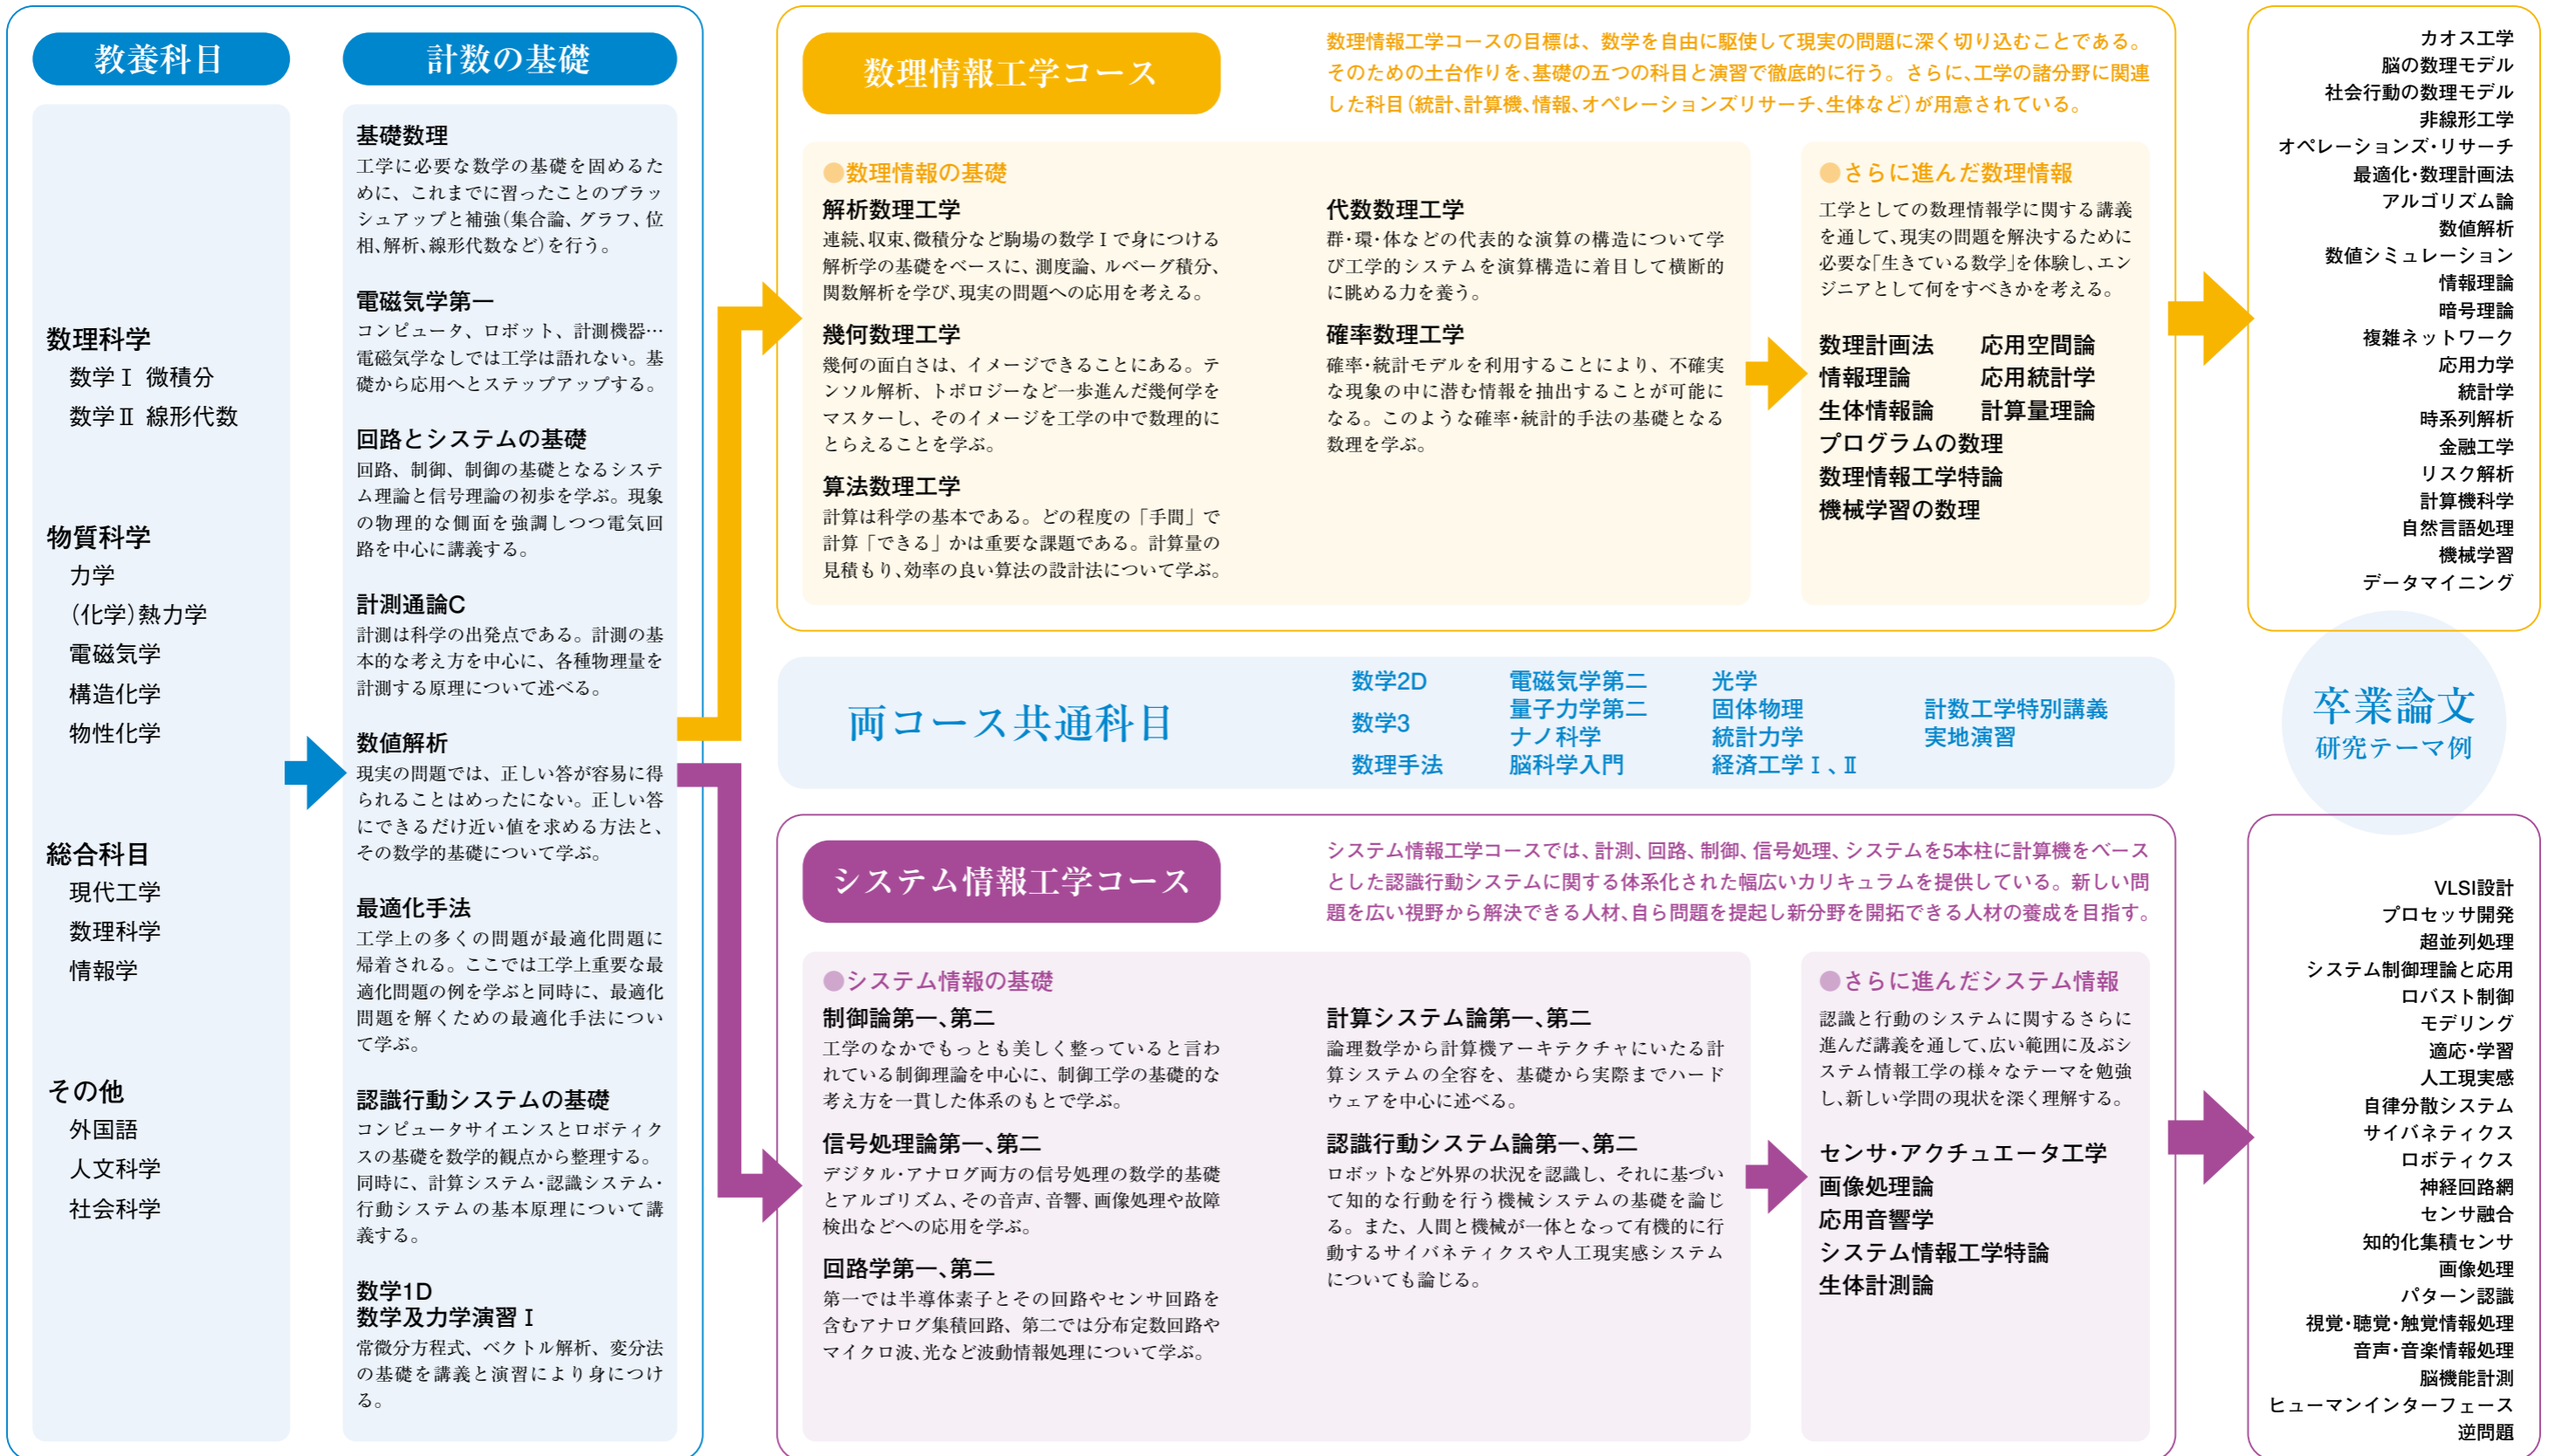 教養科目
数理科学
数学Ⅰ 微積分
数学Ⅱ 線形代数
物質科学
力学
(化学)熱力学
電磁気学
構造化学
物性化学
総合科目
現代工学
数理科学
情報学
その他
外国語
人文科学
社会科学
計数の基礎
基礎数理
工学に必要な数学の基礎を固めるた
めに、これまでに習ったことのブラッ
シュアップと補強(集合論、グラフ、位
相、解析、線形代数など)を行う。
電磁気学第一
コンピュータ、ロボット、計測機器…
電磁気学なしでは工学は語れない。基
礎から応用へとステップアップする。
回路とシステムの基礎
回路、制御、制御の基礎となるシステ
ム理論と信号理論の初歩を学ぶ。現象
の物理的な側面を強調しつつ電気回
路を中心に講義する。
計測通論C
計測は科学の出発点である。計測の基
本的な考え方を中心に、各種物理量を
計測する原理について述べる。
数値解析
現実の問題では、正しい答が容易に得
られることはめったにない。正しい答
にできるだけ近い値を求める方法と、
その数学的基礎について学ぶ。
最適化手法
工学上の多くの問題が最適化問題に
帰着される。ここでは工学上重要な最
適化問題の例を学ぶと同時に、最適化
問題を解くための最適化手法につい
て学ぶ。
認識行動システムの基礎
コンピュータサイエンスとロボティク
スの基礎を数学的観点から整理する。
同時に、計算システム・認識システム・
行動システムの基本原理について講
義する。
数学1D
数学及力学演習Ⅰ
常微分方程式、ベクトル解析、変分法
の基礎を講義と演習により身につけ
る。
数理情報工学コース
数理情報工学コースの目標は、数学を自由に駆使して現実の問題に深く切り込むことである。
そのための土台作りを、基礎の五つの科目と演習で徹底的に行う。さらに、工学の諸分野に関連
した科目(統計、計算機、情報、オペレーションズリサーチ、生体など)が用意されている。
●数理情報の基礎
解析数理工学
連続、収束、微積分など駒場の数学Ⅰで身につける
解析学の基礎をベースに、測度論、ルベーグ積分、
関数解析を学び、現実の問題への応用を考える。
幾何数理工学
幾何の面白さは、イメージできることにある。テ
ンソル解析、トポロジーなど一歩進んだ幾何学を
マスターし、そのイメージを工学の中で数理的に
とらえることを学ぶ。
算法数理工学
計算は科学の基本である。どの程度の「手間」で
計算「できる」かは重要な課題である。計算量の
見積もり、効率の良い算法の設計法について学ぶ。
代数数理工学
群・環・体などの代表的な演算の構造について学
び工学的システムを演算構造に着目して横断的
に眺める力を養う。
確率数理工学
確率・統計モデルを利用することにより、不確実
な現象の中に潜む情報を抽出することが可能に
なる。このような確率・統計的手法の基礎となる
数理を学ぶ。
●さらに進んだ数理情報
工学としての数理情報学に関する講義
を通して、現実の問題を解決するために
必要な「生きている数学」を体験し、エン
ジニアとして何をすべきかを考える。
数理計画法 応用空間論
情報理論 応用統計学
生体情報論 計算量理論
プログラムの数理
数理情報工学特論
機械学習の数理
カオス工学
脳の数理モデル
社会行動の数理モデル
非線形工学
オペレーションズ・リサーチ
最適化・数理計画法
アルゴリズム論
数値解析
数値シミュレーション
情報理論
暗号理論
複雑ネットワーク
応用力学
統計学
時系列解析
金融工学
リスク解析
計算機科学
自然言語処理
機械学習
データマイニング
両コース共通科目
数学2D
数学3
数理手法
電磁気学第二
量子力学第二
ナノ科学
脳科学入門
光学
固体物理
統計力学
経済工学Ⅰ、Ⅱ
計数工学特別講義
実地演習
卒業論文
研究テーマ例
システム情報工学コース
システム情報工学コースでは、計測、回路、制御、信号処理、システムを5本柱に計算機をベース
とした認識行動システムに関する体系化された幅広いカリキュラムを提供している。新しい問
題を広い視野から解決できる人材、自ら問題を提起し新分野を開拓できる人材の養成を目指す。
●システム情報の基礎
制御論第一、第二
工学のなかでもっとも美しく整っていると言わ
れている制御理論を中心に、制御工学の基礎的な
考え方を一貫した体系のもとで学ぶ。
信号処理論第一、第二
デジタル・アナログ両方の信号処理の数学的基礎
とアルゴリズム、その音声、音響、画像処理や故障
検出などへの応用を学ぶ。
回路学第一、第二
第一では半導体素子とその回路やセンサ回路を
含むアナログ集積回路、第二では分布定数回路や
マイクロ波、光など波動情報処理について学ぶ。
計算システム論第一、第二
論理数学から計算機アーキテクチャにいたる計
算システムの全容を、基礎から実際までハード
ウェアを中心に述べる。
認識行動システム論第一、第二
ロボットなど外界の状況を認識し、それに基づい
て知的な行動を行う機械システムの基礎を論じ
る。また、人間と機械が一体となって有機的に行
動するサイバネティクスや人工現実感システム
についても論じる。
●さらに進んだシステム情報
認識と行動のシステムに関するさらに
進んだ講義を通して、広い範囲に及ぶシ
ステム情報工学の様々なテーマを勉強
し、新しい学問の現状を深く理解する。
センサ・アクチュエータ工学
画像処理論
応用音響学
システム情報工学特論
生体計測論
VLSI設計
プロセッサ開発
超並列処理
システム制御理論と応用
ロバスト制御
モデリング
適応・学習
人工現実感
自律分散システム
サイバネティクス
ロボティクス
神経回路網
センサ融合
知的化集積センサ
画像処理
パターン認識
視覚・聴覚・触覚情報処理
音声・音楽情報処理
脳機能計測
ヒューマンインターフェース
逆問題